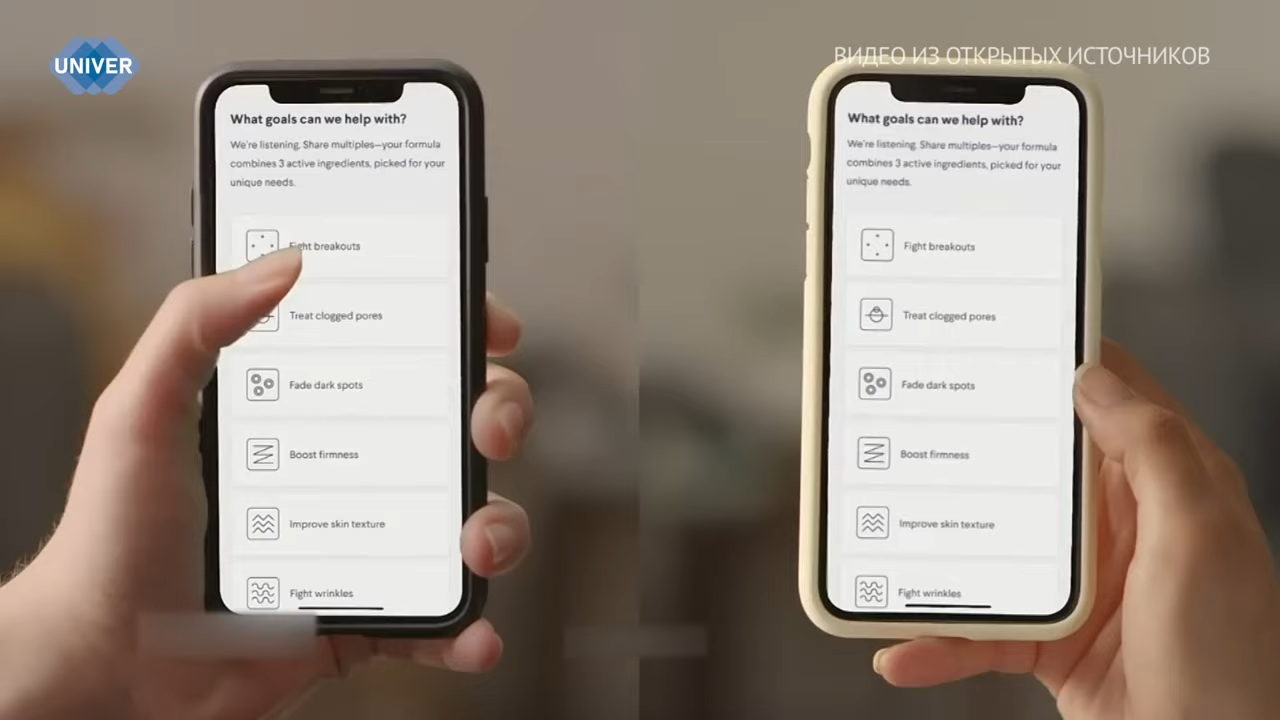 UNIVER
ВИДЕО ИЗ ОТКРЫТЫХ ИСТОЧНИКОВ
What goals can we help with?
We're listening. Share multiples—your formula
combines 3 active ingredients, picked for your
unique needs.
Fight breakouts
Treat clogged pores
Fade dark spots
Boost firmness
Improve skin texture
Fight wrinkles
What goals can we help with?
We're listening. Share multiples—your formula
combines 3 active ingredients, picked for your
unique needs.
Fight breakouts
Treat clogged pores
Fade dark spots
Boost firmness
Improve skin texture
Fight wrinkles